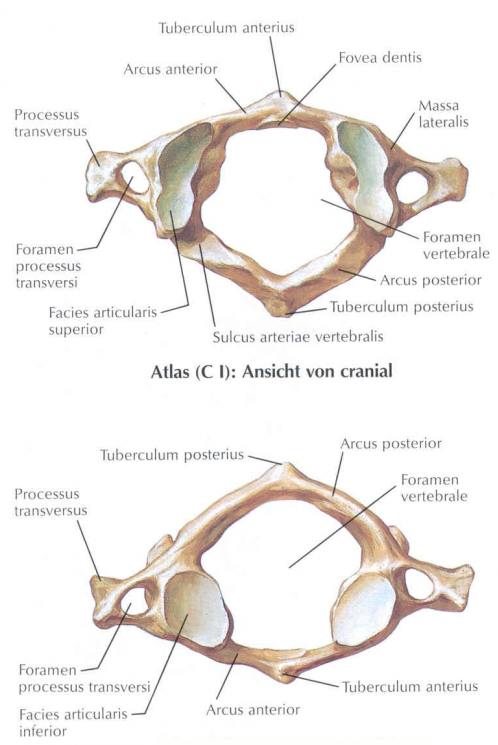 Tuberculum anterius
Fovea dentis
Arcus anterior
Massa
lateralis
Processus
transversus
Foramen
vertebrale
Foramen
processus
transversi
Arcus posterior
Tuberculum posterius
Facies articularis
superior
Sulcus arteriae vertebralis
Atlas (C I): Ansicht von cranial
Arcus posterior
Tuberculum posterius
Foramen
vertebrale
Processus
transversus
Foramen
processus transversi
Tuberculum anterius
Arcus anterior
Facies articularis
inferior